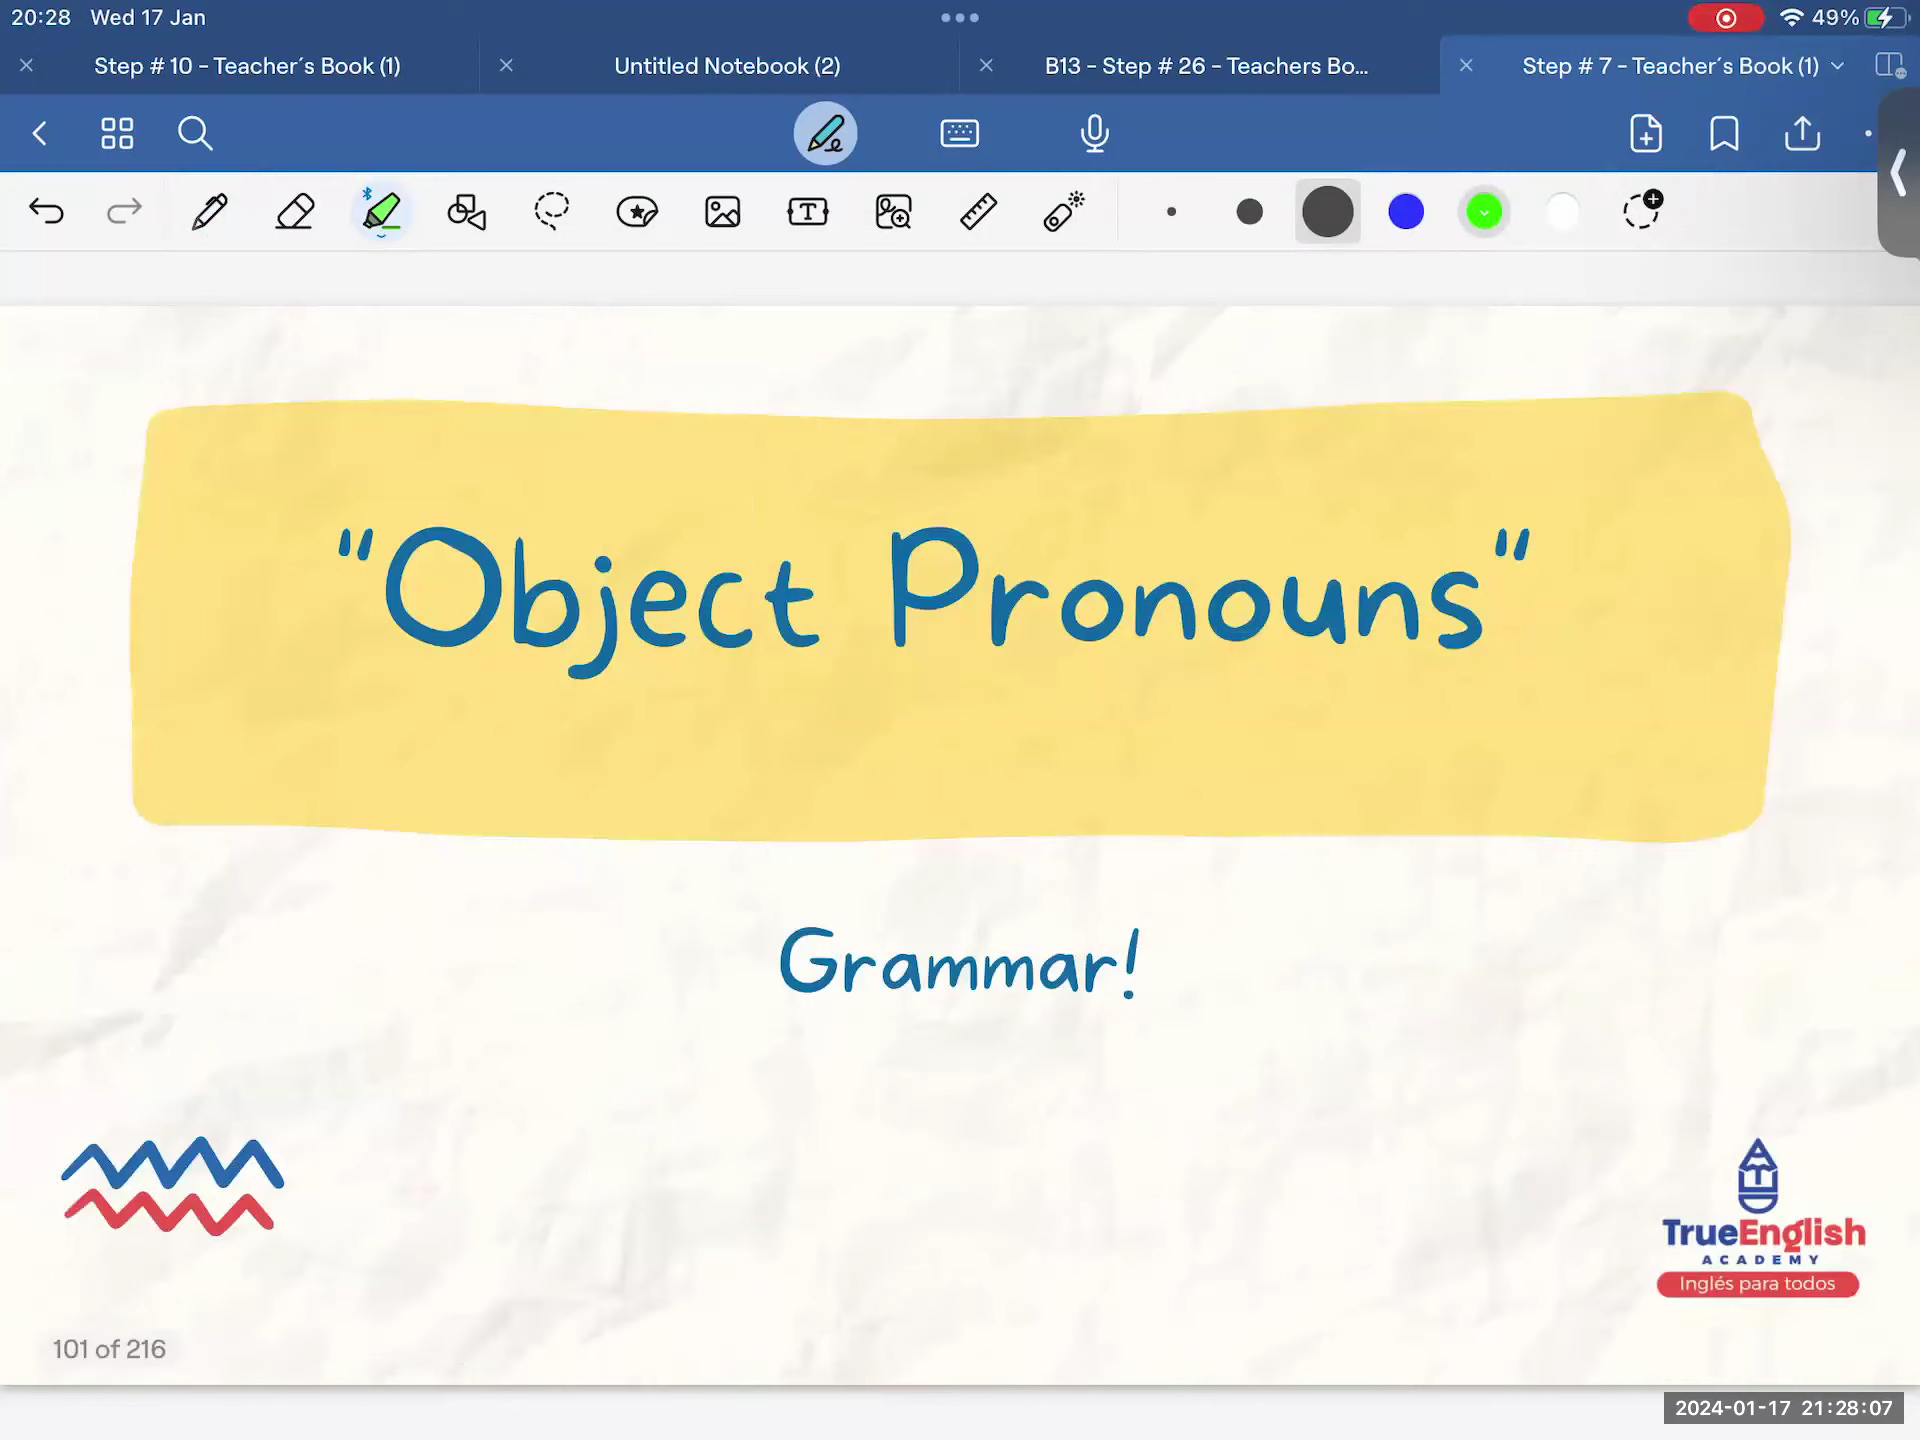 20:28 Wed 17 Jan
49%
Step # 10 - Teacher´s Book (1)
Untitled Notebook (2)
B13 - Step # 26 - Teachers Bo...
Step # 7 - Teacher´s Book (1)
"Object Pronouns"
Grammar!
TrueEnglish
ACADEMY
Inglés para todos
101 of 216
2024-01-17 21:28:07